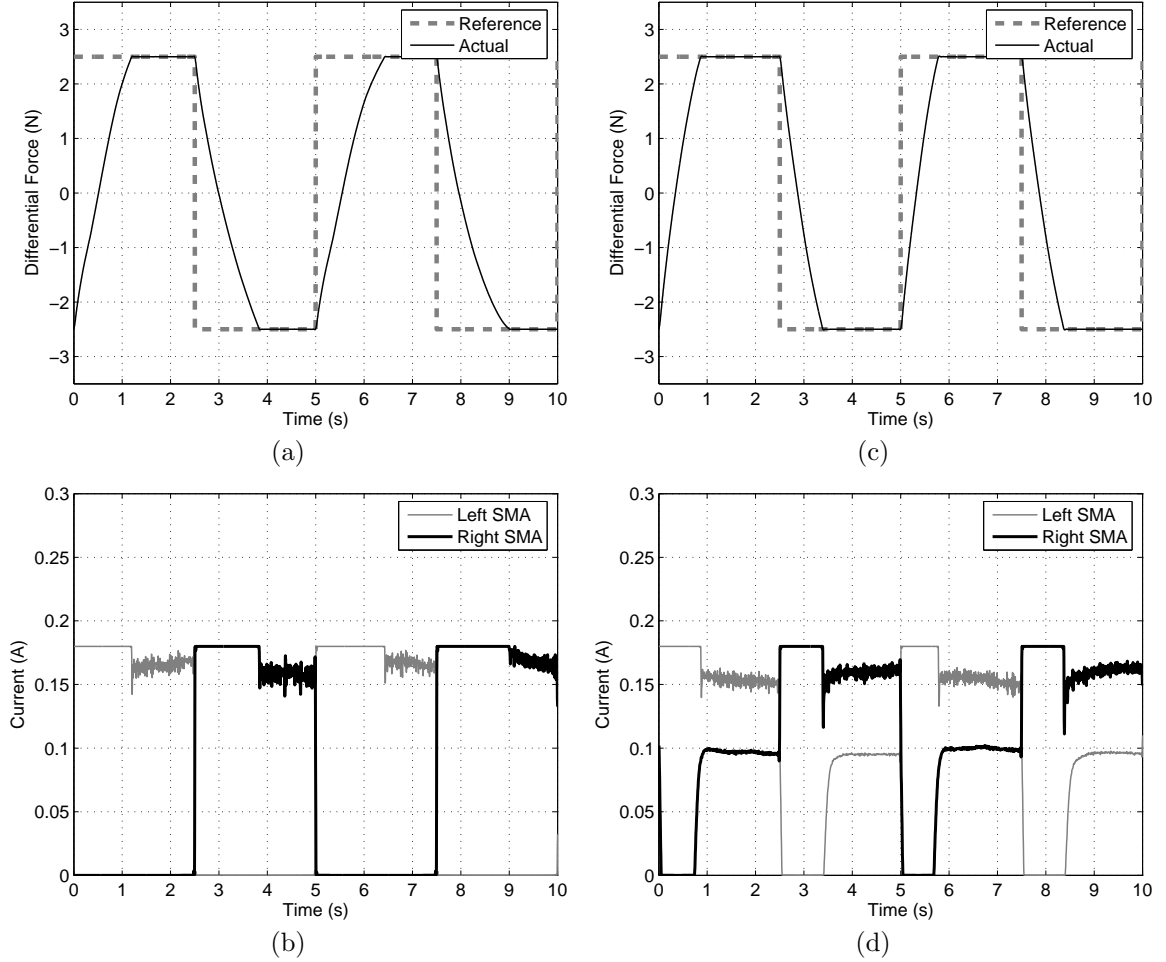 3
2
1
0
−1
−2
−3
Differential Force (N)
0 1 2 3 4 5 6 7 8 9 10
Time (s)
Reference
Actual
(a)
3
2
1
0
−1
−2
−3
Differential Force (N)
0 1 2 3 4 5 6 7 8 9 10
Time (s)
Reference
Actual
(c)
0.3
0.25
0.2
0.15
0.1
0.05
0
Current (A)
0 1 2 3 4 5 6 7 8 9 10
Time (s)
Left SMA
Right SMA
(b)
0.3
0.25
0.2
0.15
0.1
0.05
0
Current (A)
0 1 2 3 4 5 6 7 8 9 10
Time (s)
Left SMA
Right SMA
(d)